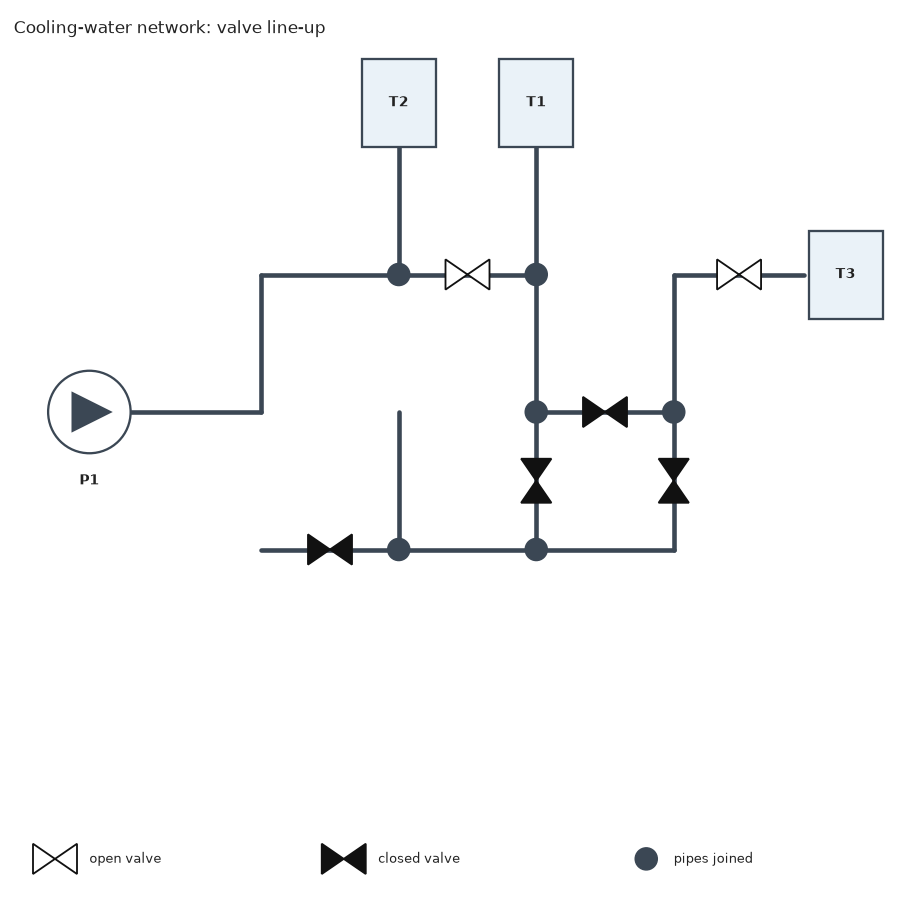 Cooling-water network: valve line-up
T2
T1
T3
P1
open valve
closed valve
pipes joined